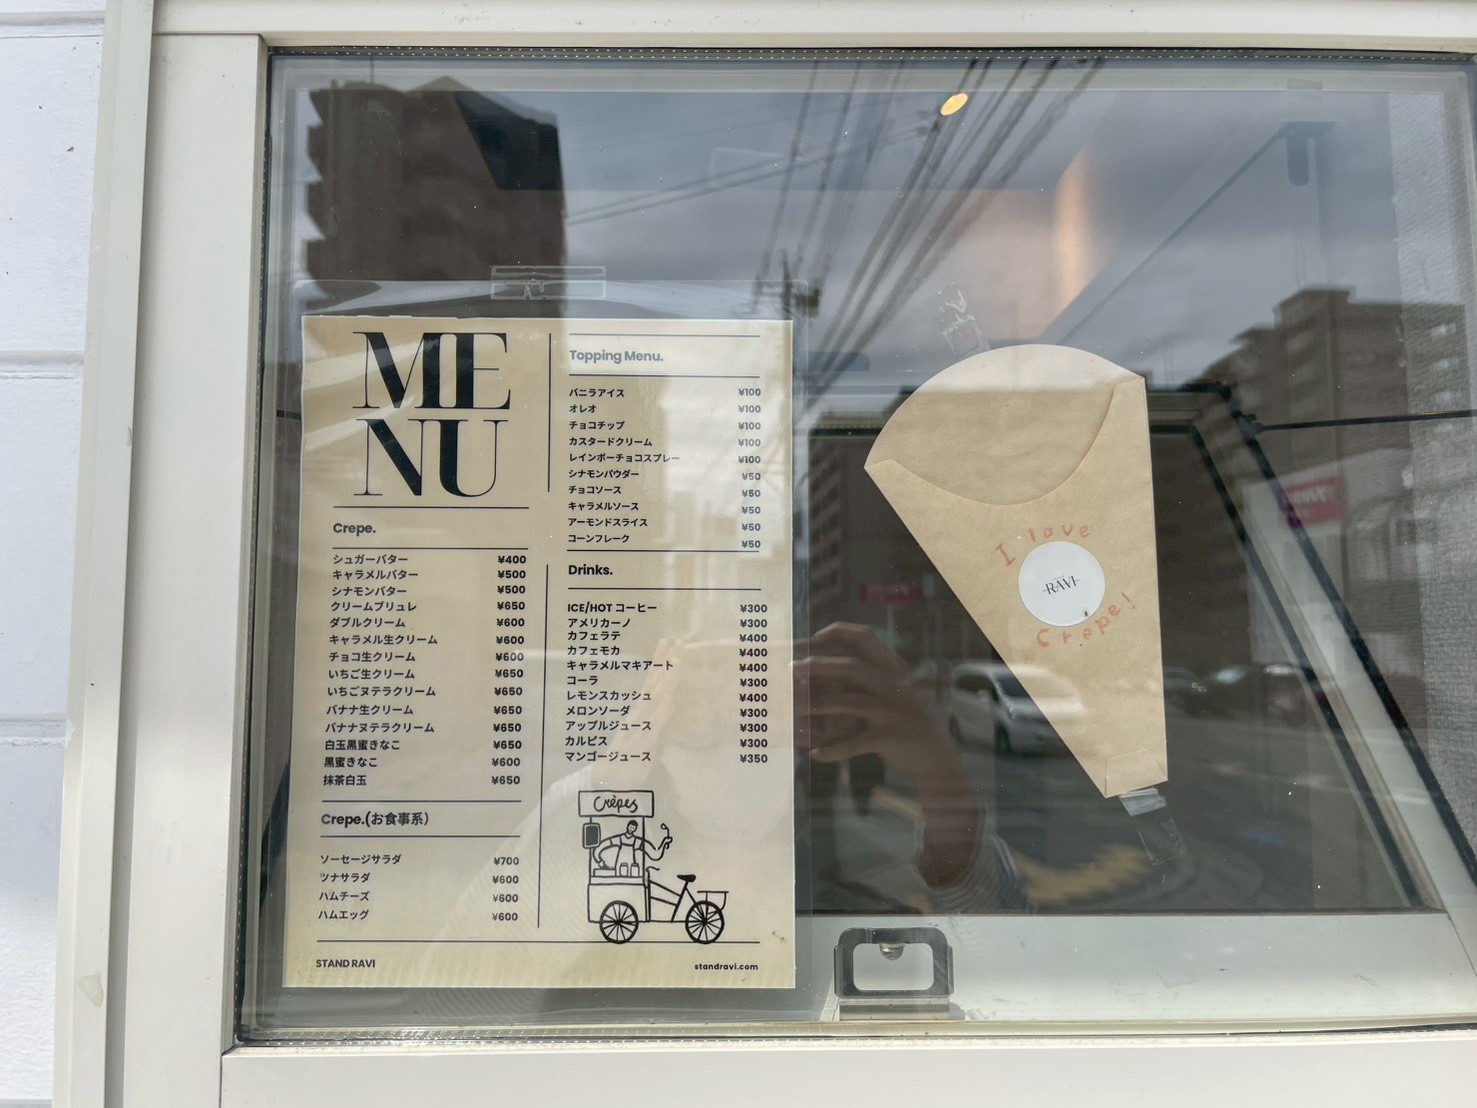 ME
NU
Crepe.
シュガーバター ¥400
キャラメルバター ¥500
シナモンバター ¥500
クリームブリュレ ¥650
ダブルクリーム ¥600
キャラメル生クリーム ¥600
チョコ生クリーム ¥600
いちご生クリーム ¥650
いちごヌテラクリーム ¥650
バナナ生クリーム ¥650
バナナヌテラクリーム ¥650
白玉黒蜜きなこ ¥650
黒蜜きなこ ¥600
抹茶白玉 ¥650
Crepe.(お食事系)
ソーセージサラダ ¥700
ツナサラダ ¥600
ハムチーズ ¥600
ハムエッグ ¥600
STAND RAVI
Topping Menu.
バニラアイス ¥100
オレオ ¥100
チョコチップ ¥100
カスタードクリーム ¥100
レインボーチョコスプレー ¥100
シナモンパウダー ¥50
チョコソース ¥50
キャラメルソース ¥50
アーモンドスライス ¥50
コーンフレーク ¥50
Drinks.
ICE/HOT コーヒー ¥300
アメリカーノ ¥300
カフェラテ ¥400
カフェモカ ¥400
キャラメルマキアート ¥400
コーラ ¥300
レモンスカッシュ ¥400
メロンソーダ ¥300
アップルジュース ¥300
カルピス ¥300
マンゴージュース ¥350
Crêpes
standravi.com
I love
RAVI
Crepe!